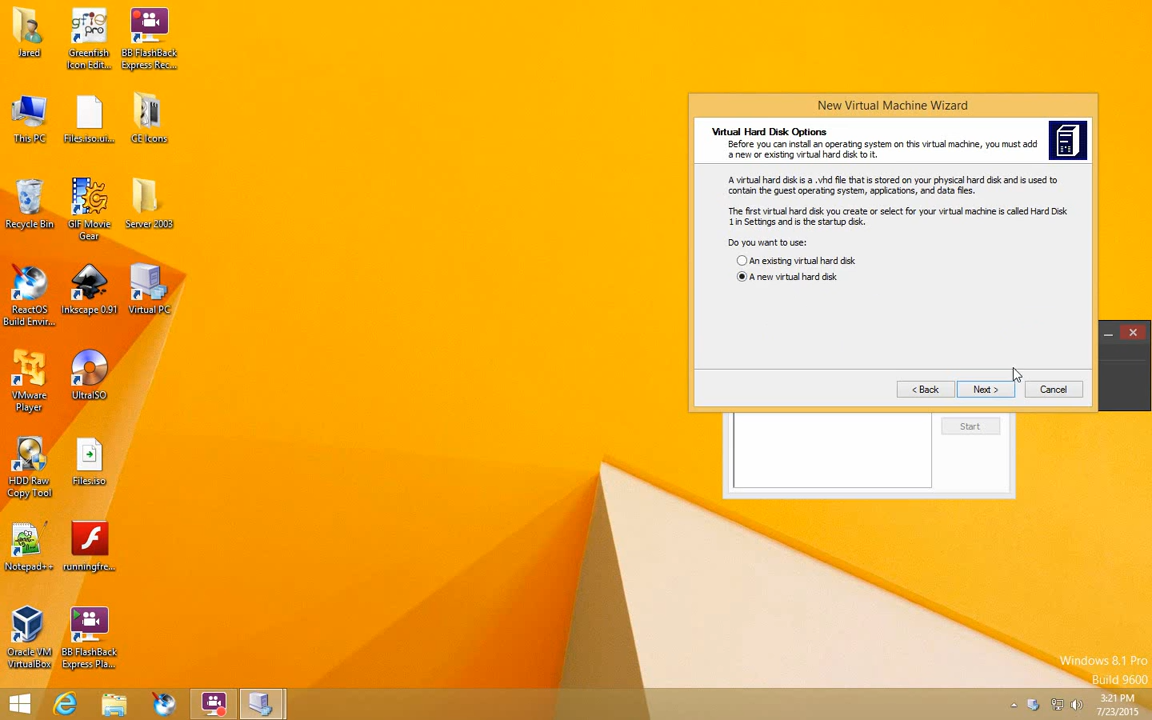 Jared
Greenfish
Icon Edit...
BB FlashBack
Express Rec...
This PC
Files.iso.ui...
CE Icons
Recycle Bin
GIF Movie
Gear
Server 2003
ReactOS
Build Envir...
Inkscape 0.91
Virtual PC
VMware
Player
UltraISO
HDD Raw
Copy Tool
Files.iso
Notepad++
runningfre...
Oracle VM
VirtualBox
BB FlashBack
Express Pla...
New Virtual Machine Wizard
Virtual Hard Disk Options
Before you can install an operating system on this virtual machine, you must add
a new or existing virtual hard disk to it.
A virtual hard disk is a .vhd file that is stored on your physical hard disk and is used to
contain the guest operating system, applications, and data files.
The first virtual hard disk you create or select for your virtual machine is called Hard Disk
1 in Settings and is the startup disk.
Do you want to use:
An existing virtual hard disk
A new virtual hard disk
< Back
Next >
Cancel
Start
Windows 8.1 Pro
Build 9600
3:21 PM
7/23/2015